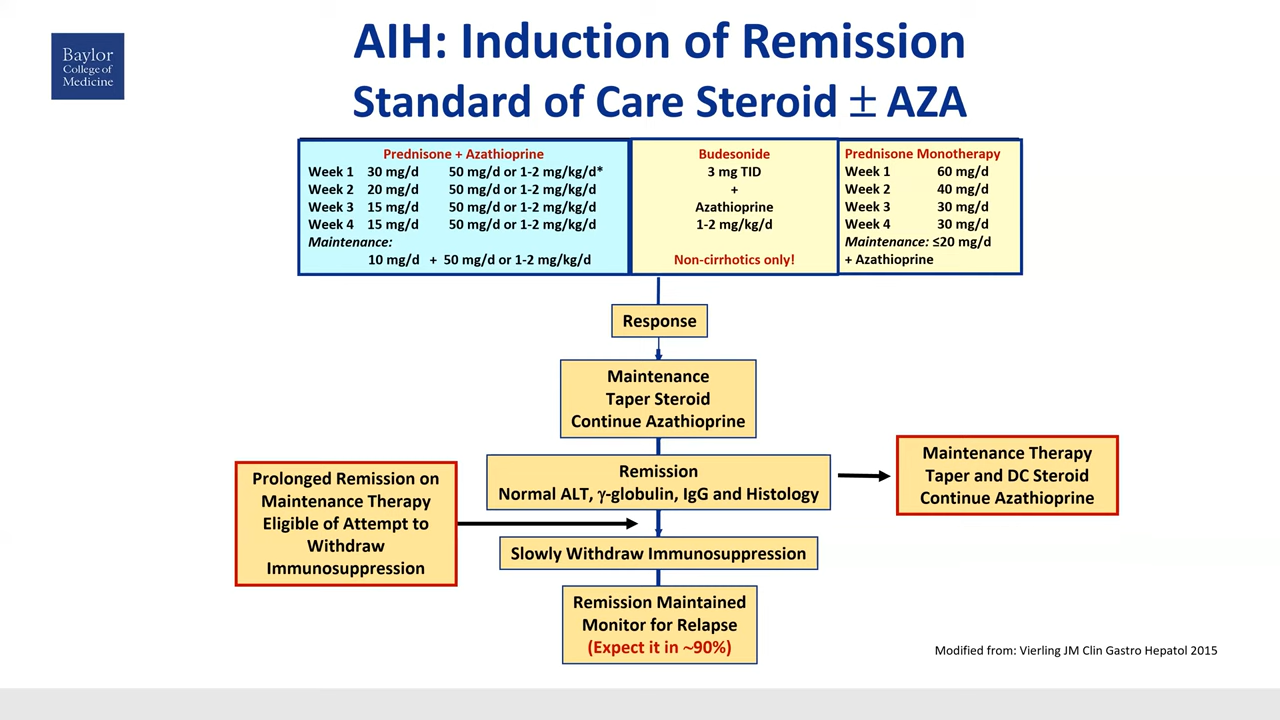 Baylor
College of
Medicine
AIH: Induction of Remission
Standard of Care Steroid ± AZA
Prednisone + Azathioprine
Week 1 30 mg/d 50 mg/d or 1-2 mg/kg/d*
Week 2 20 mg/d 50 mg/d or 1-2 mg/kg/d
Week 3 15 mg/d 50 mg/d or 1-2 mg/kg/d
Week 4 15 mg/d 50 mg/d or 1-2 mg/kg/d
Maintenance:
10 mg/d + 50 mg/d or 1-2 mg/kg/d
Budesonide
3 mg TID
+
Azathioprine
1-2 mg/kg/d
Non-cirrhotics only!
Prednisone Monotherapy
Week 1 60 mg/d
Week 2 40 mg/d
Week 3 30 mg/d
Week 4 30 mg/d
Maintenance: ≤20 mg/d
+ Azathioprine
Response
Maintenance
Taper Steroid
Continue Azathioprine
Remission
Normal ALT, γ-globulin, IgG and Histology
Maintenance Therapy
Taper and DC Steroid
Continue Azathioprine
Prolonged Remission on
Maintenance Therapy
Eligible of Attempt to
Withdraw
Immunosuppression
Slowly Withdraw Immunosuppression
Remission Maintained
Monitor for Relapse
(Expect it in ~90%)
Modified from: Vierling JM Clin Gastro Hepatol 2015